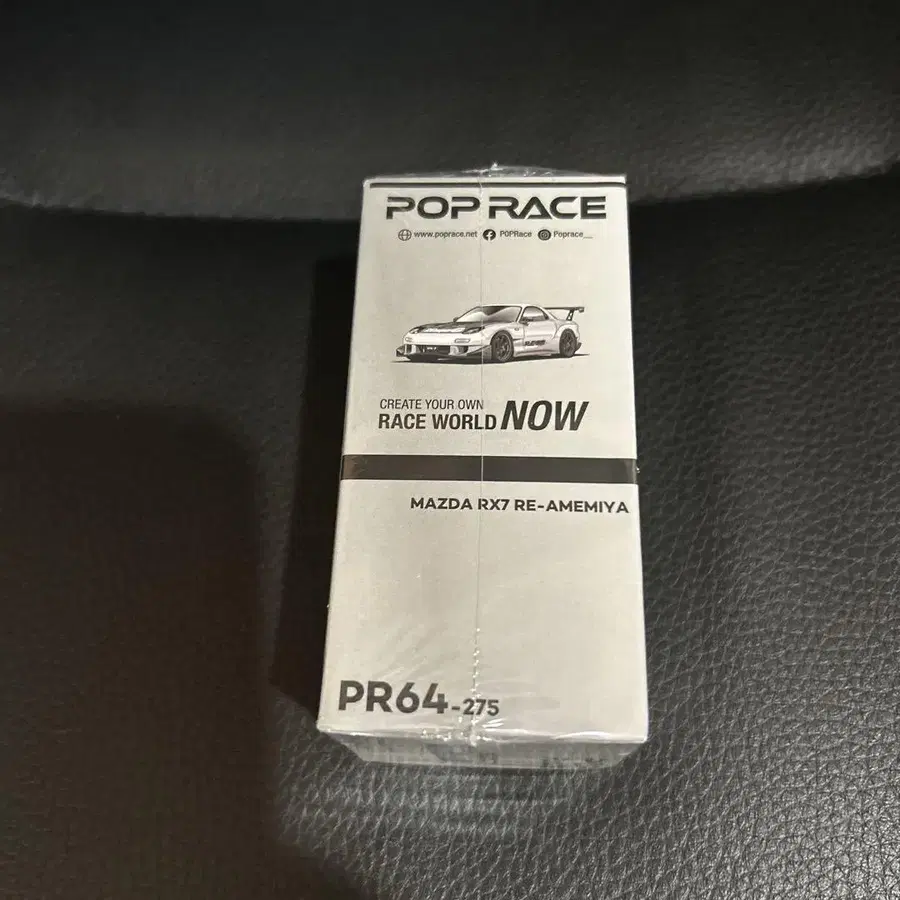 POP RACE
www.poprace.net POPRace Poprace__
CREATE YOUR OWN
RACE WORLD NOW
MAZDA RX7 RE-AMEMIYA
PR64-275